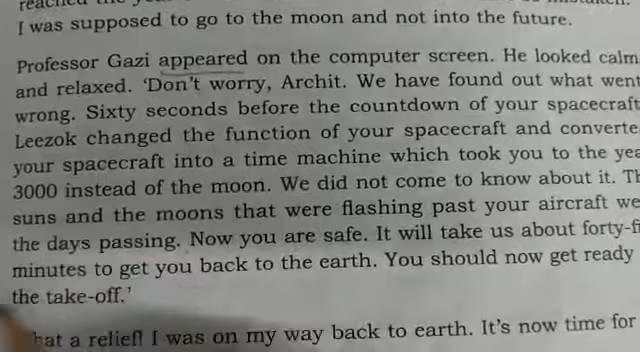 I was supposed to go to the moon and not into the future.
Professor Gazi appeared on the computer screen. He looked calm
and relaxed. 'Don't worry, Archit. We have found out what went
wrong. Sixty seconds before the countdown of your spacecraft
Leezok changed the function of your spacecraft and converte
your spacecraft into a time machine which took you to the yea
3000 instead of the moon. We did not come to know about it. Th
suns and the moons that were flashing past your aircraft we
the days passing. Now you are safe. It will take us about forty-fi
minutes to get you back to the earth. You should now get ready
the take-off.'
hat a relief! I was on my way back to earth. It's now time for